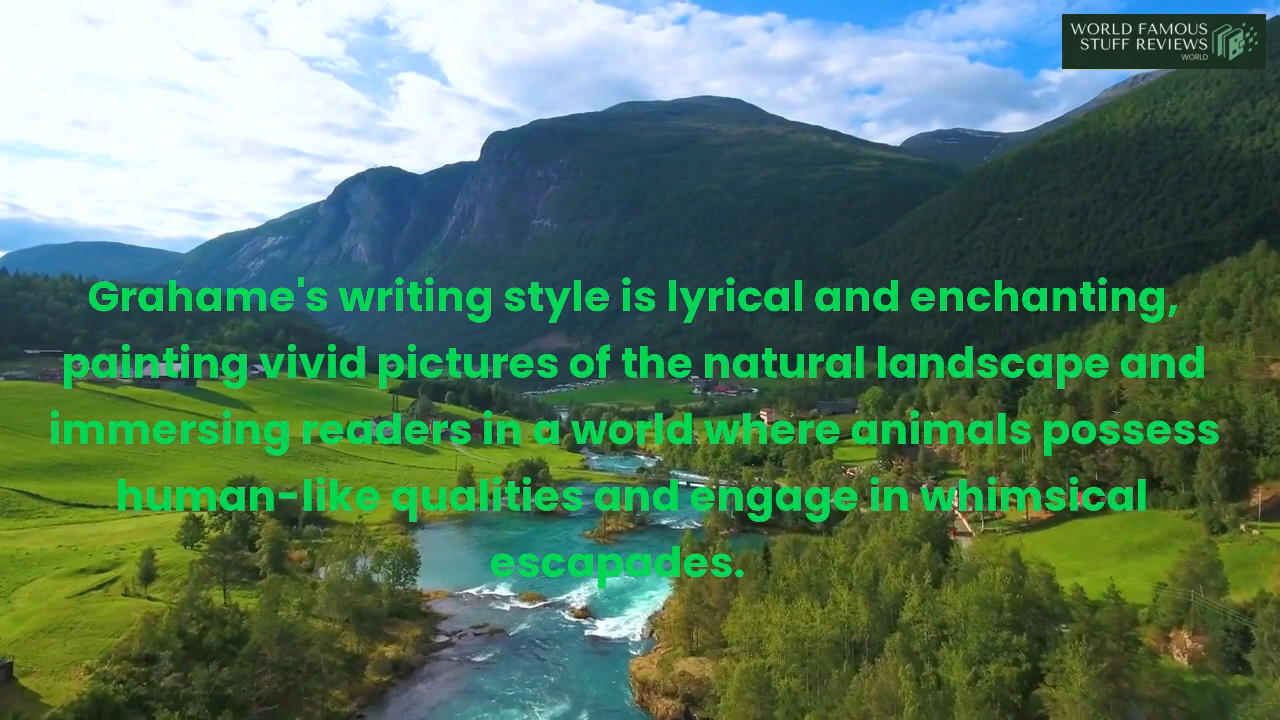 WORLD FAMOUS
STUFF REVIEWS
WORLD
Grahame's writing style is lyrical and enchanting,
painting vivid pictures of the natural landscape and
immersing readers in a world where animals possess
human-like qualities and engage in whimsical
escapades.